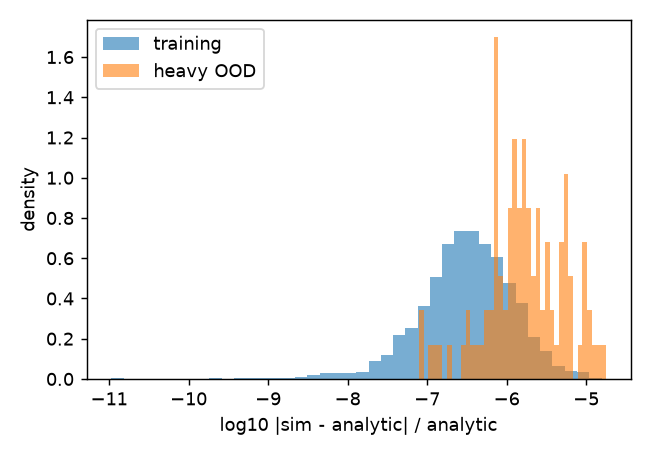 training
heavy OOD
density
1.6
1.4
1.2
1.0
0.8
0.6
0.4
0.2
0.0
−11 −10 −9 −8 −7 −6 −5
log10 |sim - analytic| / analytic